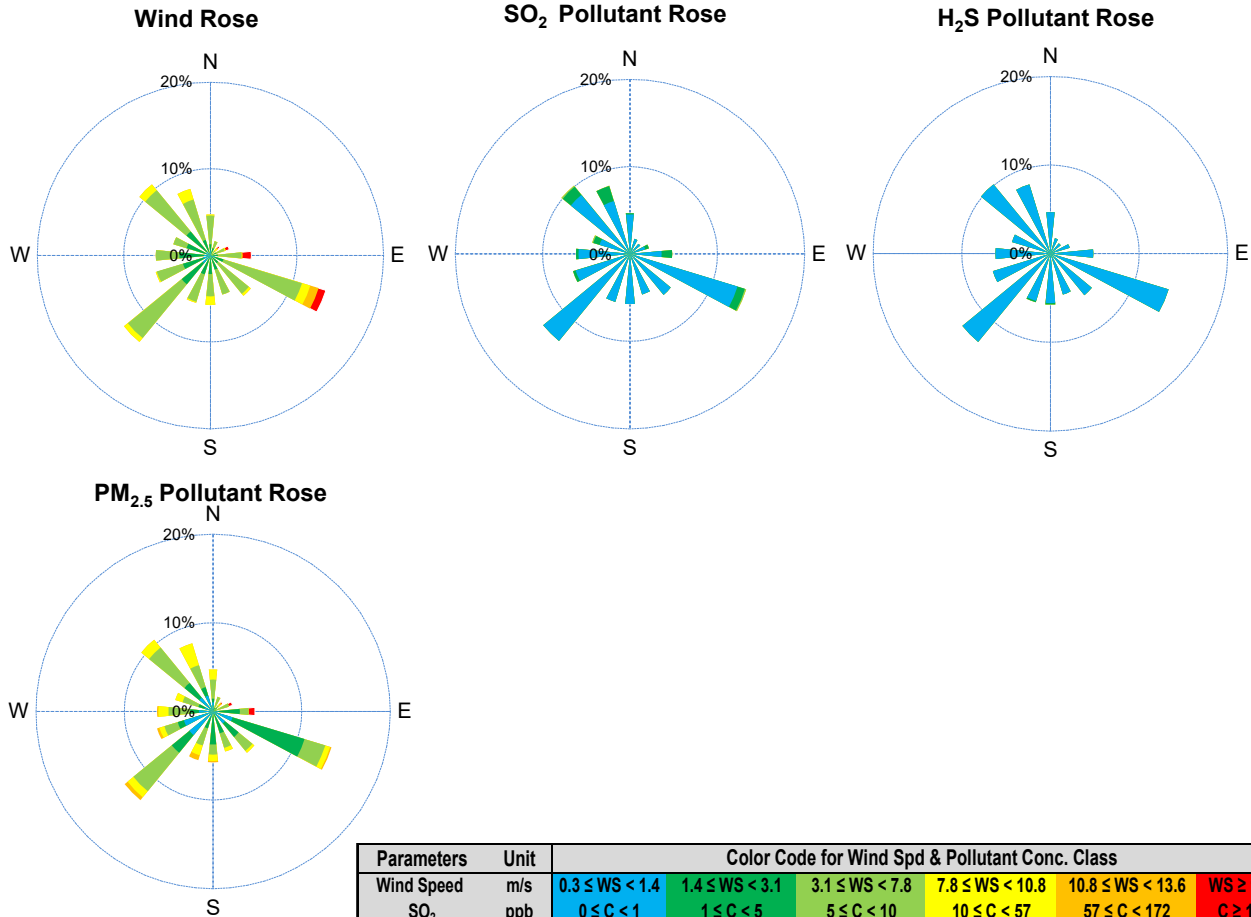 Wind Rose
N
20%
10%
0%
W
E
S
SO₂ Pollutant Rose
N
20%
10%
0%
W
E
S
H₂S Pollutant Rose
N
20%
10%
0%
W
E
S
PM₂.₅ Pollutant Rose
N
20%
10%
0%
W
E
S
Parameters Unit Color Code for Wind Spd & Pollutant Conc. Class
Wind Speed m/s 0.3 ≤ WS < 1.4 1.4 ≤ WS < 3.1 3.1 ≤ WS < 7.8 7.8 ≤ WS < 10.8 10.8 ≤ WS < 13.6 WS ≥
SO₂ ppb 0 ≤ C < 1 1 ≤ C < 5 5 ≤ C < 10 10 ≤ C < 57 57 ≤ C < 172 C ≥